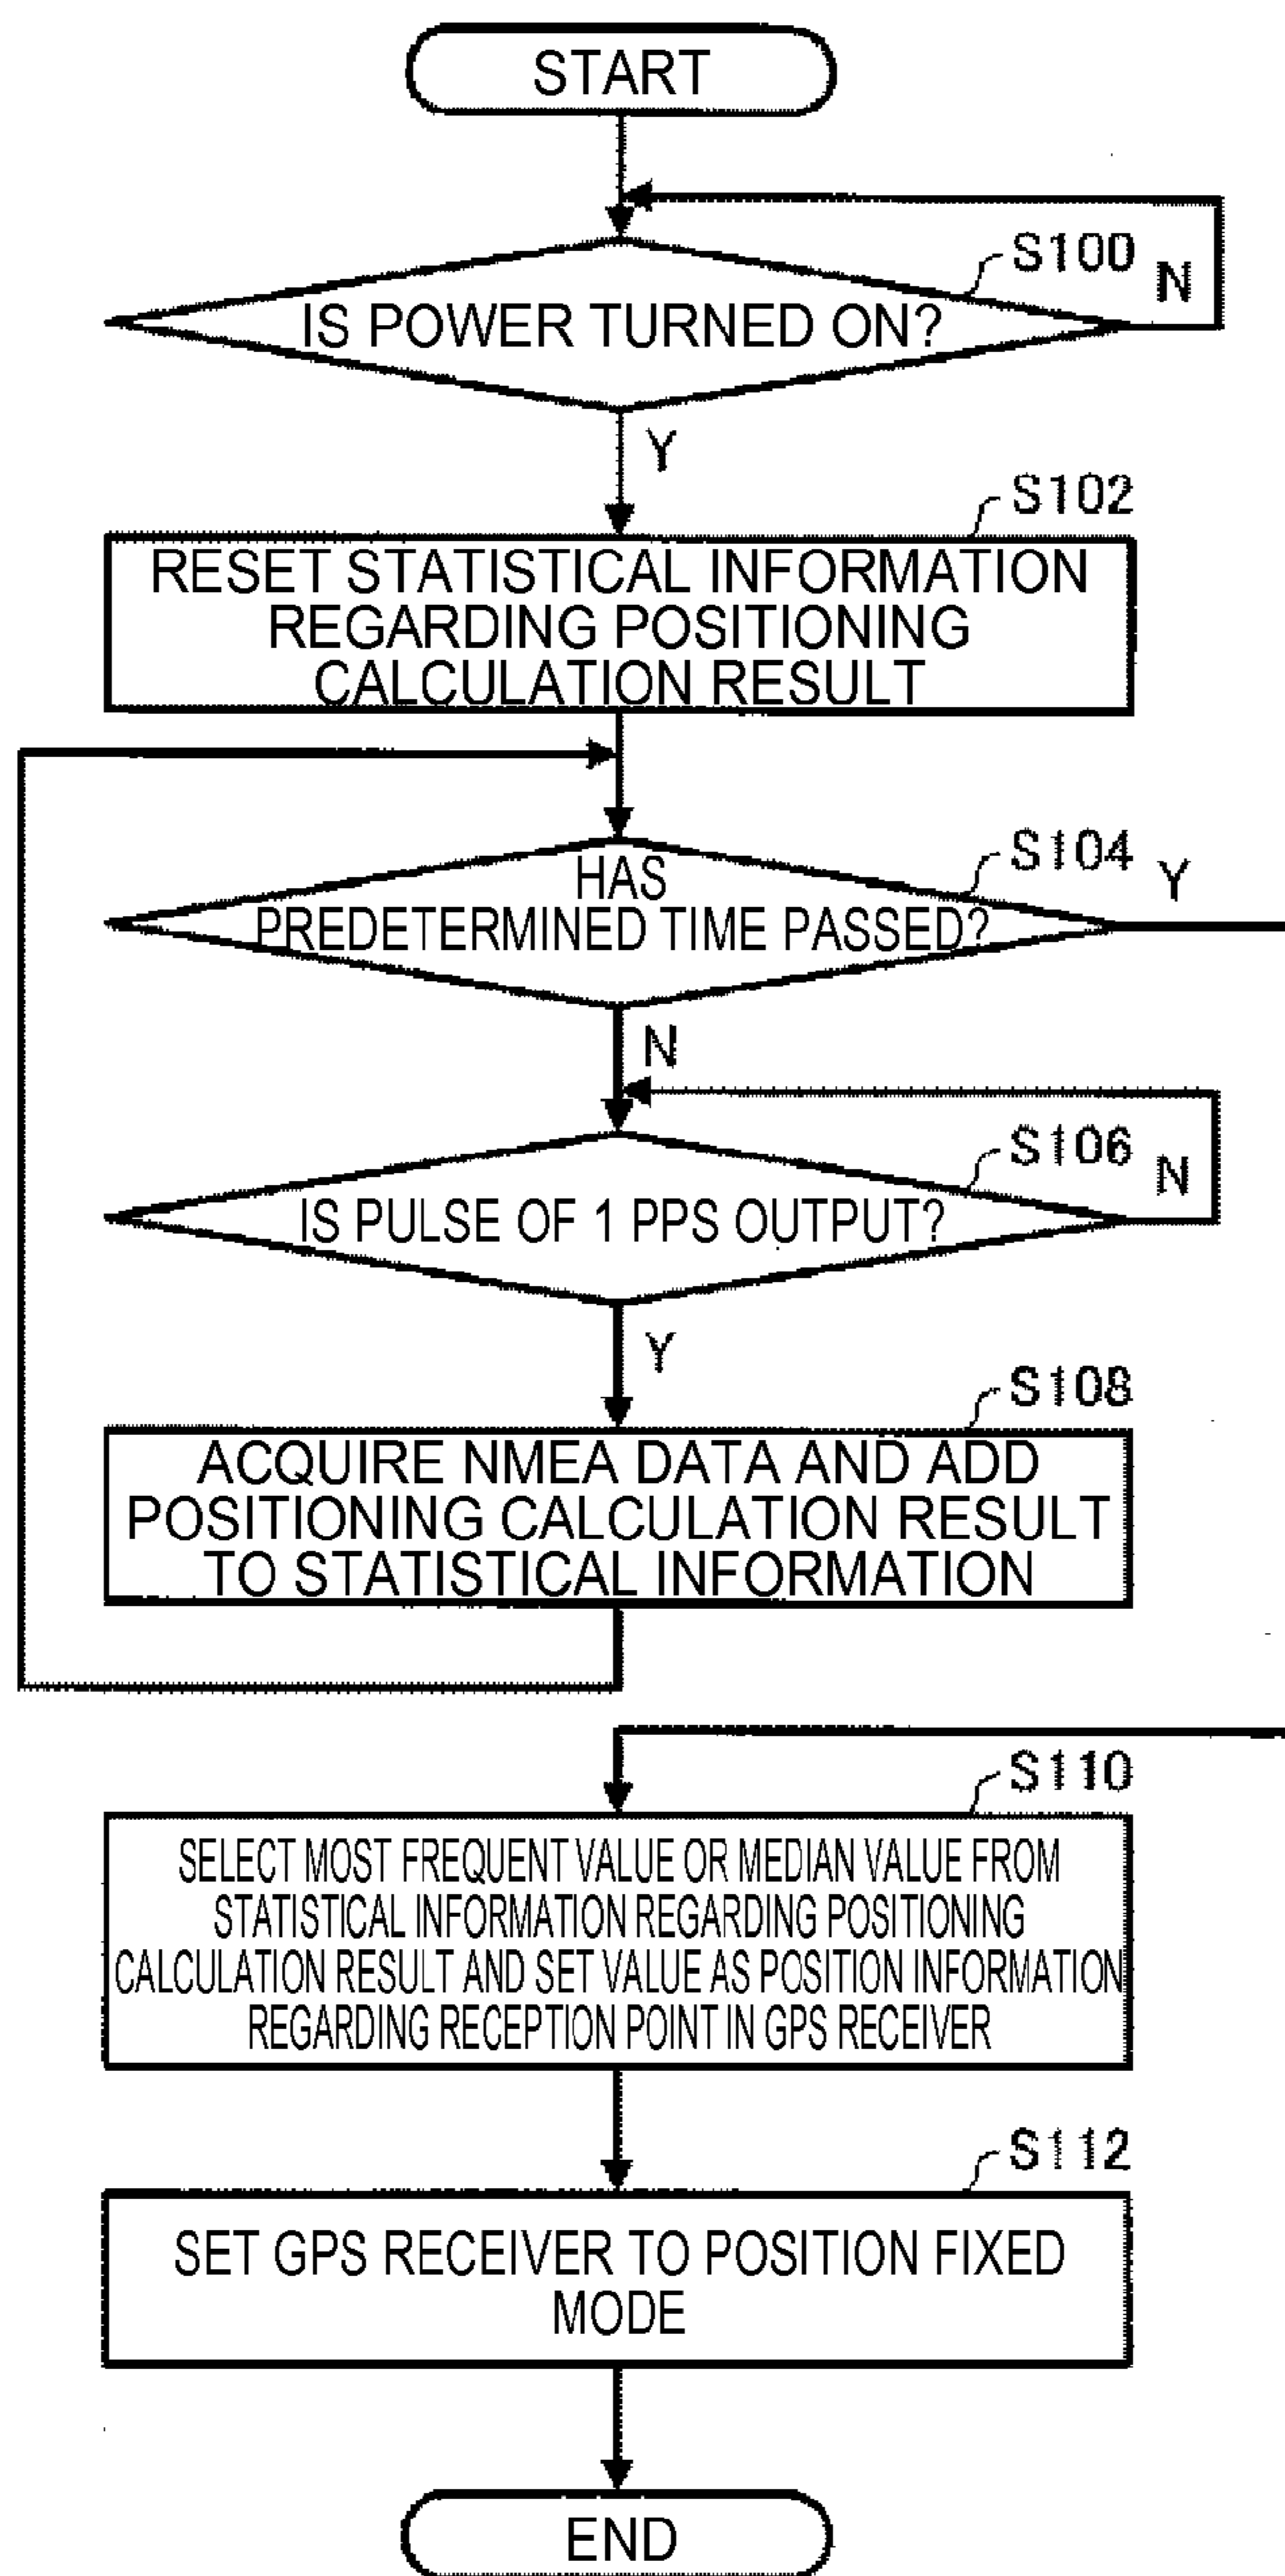 START
S100
N
IS POWER TURNED ON?
Y
S102
RESET STATISTICAL INFORMATION
REGARDING POSITIONING
CALCULATION RESULT
S104
Y
HAS
PREDETERMINED TIME PASSED?
N
S106
N
IS PULSE OF 1 PPS OUTPUT?
Y
S108
ACQUIRE NMEA DATA AND ADD
POSITIONING CALCULATION RESULT
TO STATISTICAL INFORMATION
S110
SELECT MOST FREQUENT VALUE OR MEDIAN VALUE FROM
STATISTICAL INFORMATION REGARDING POSITIONING
CALCULATION RESULT AND SET VALUE AS POSITION INFORMATION
REGARDING RECEPTION POINT IN GPS RECEIVER
S112
SET GPS RECEIVER TO POSITION FIXED
MODE
END